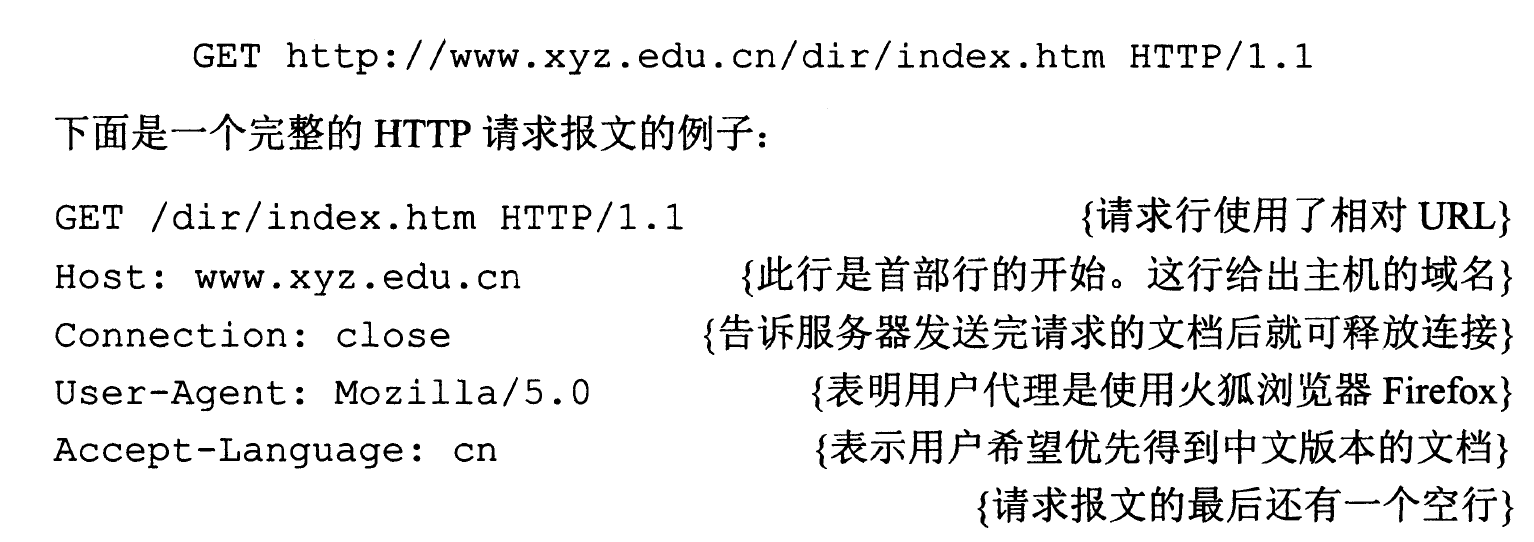 GET http://www.xyz.edu.cn/dir/index.htm HTTP/1.1
下面是一个完整的 HTTP 请求报文的例子：
GET /dir/index.htm HTTP/1.1 {请求行使用了相对 URL}
Host: www.xyz.edu.cn {此行是首部行的开始。这行给出主机的域名}
Connection: close {告诉服务器发送完请求的文档后就可释放连接}
User-Agent: Mozilla/5.0 {表明用户代理是使用火狐浏览器 Firefox}
Accept-Language: cn {表示用户希望优先得到中文版本的文档}
{请求报文的最后还有一个空行}